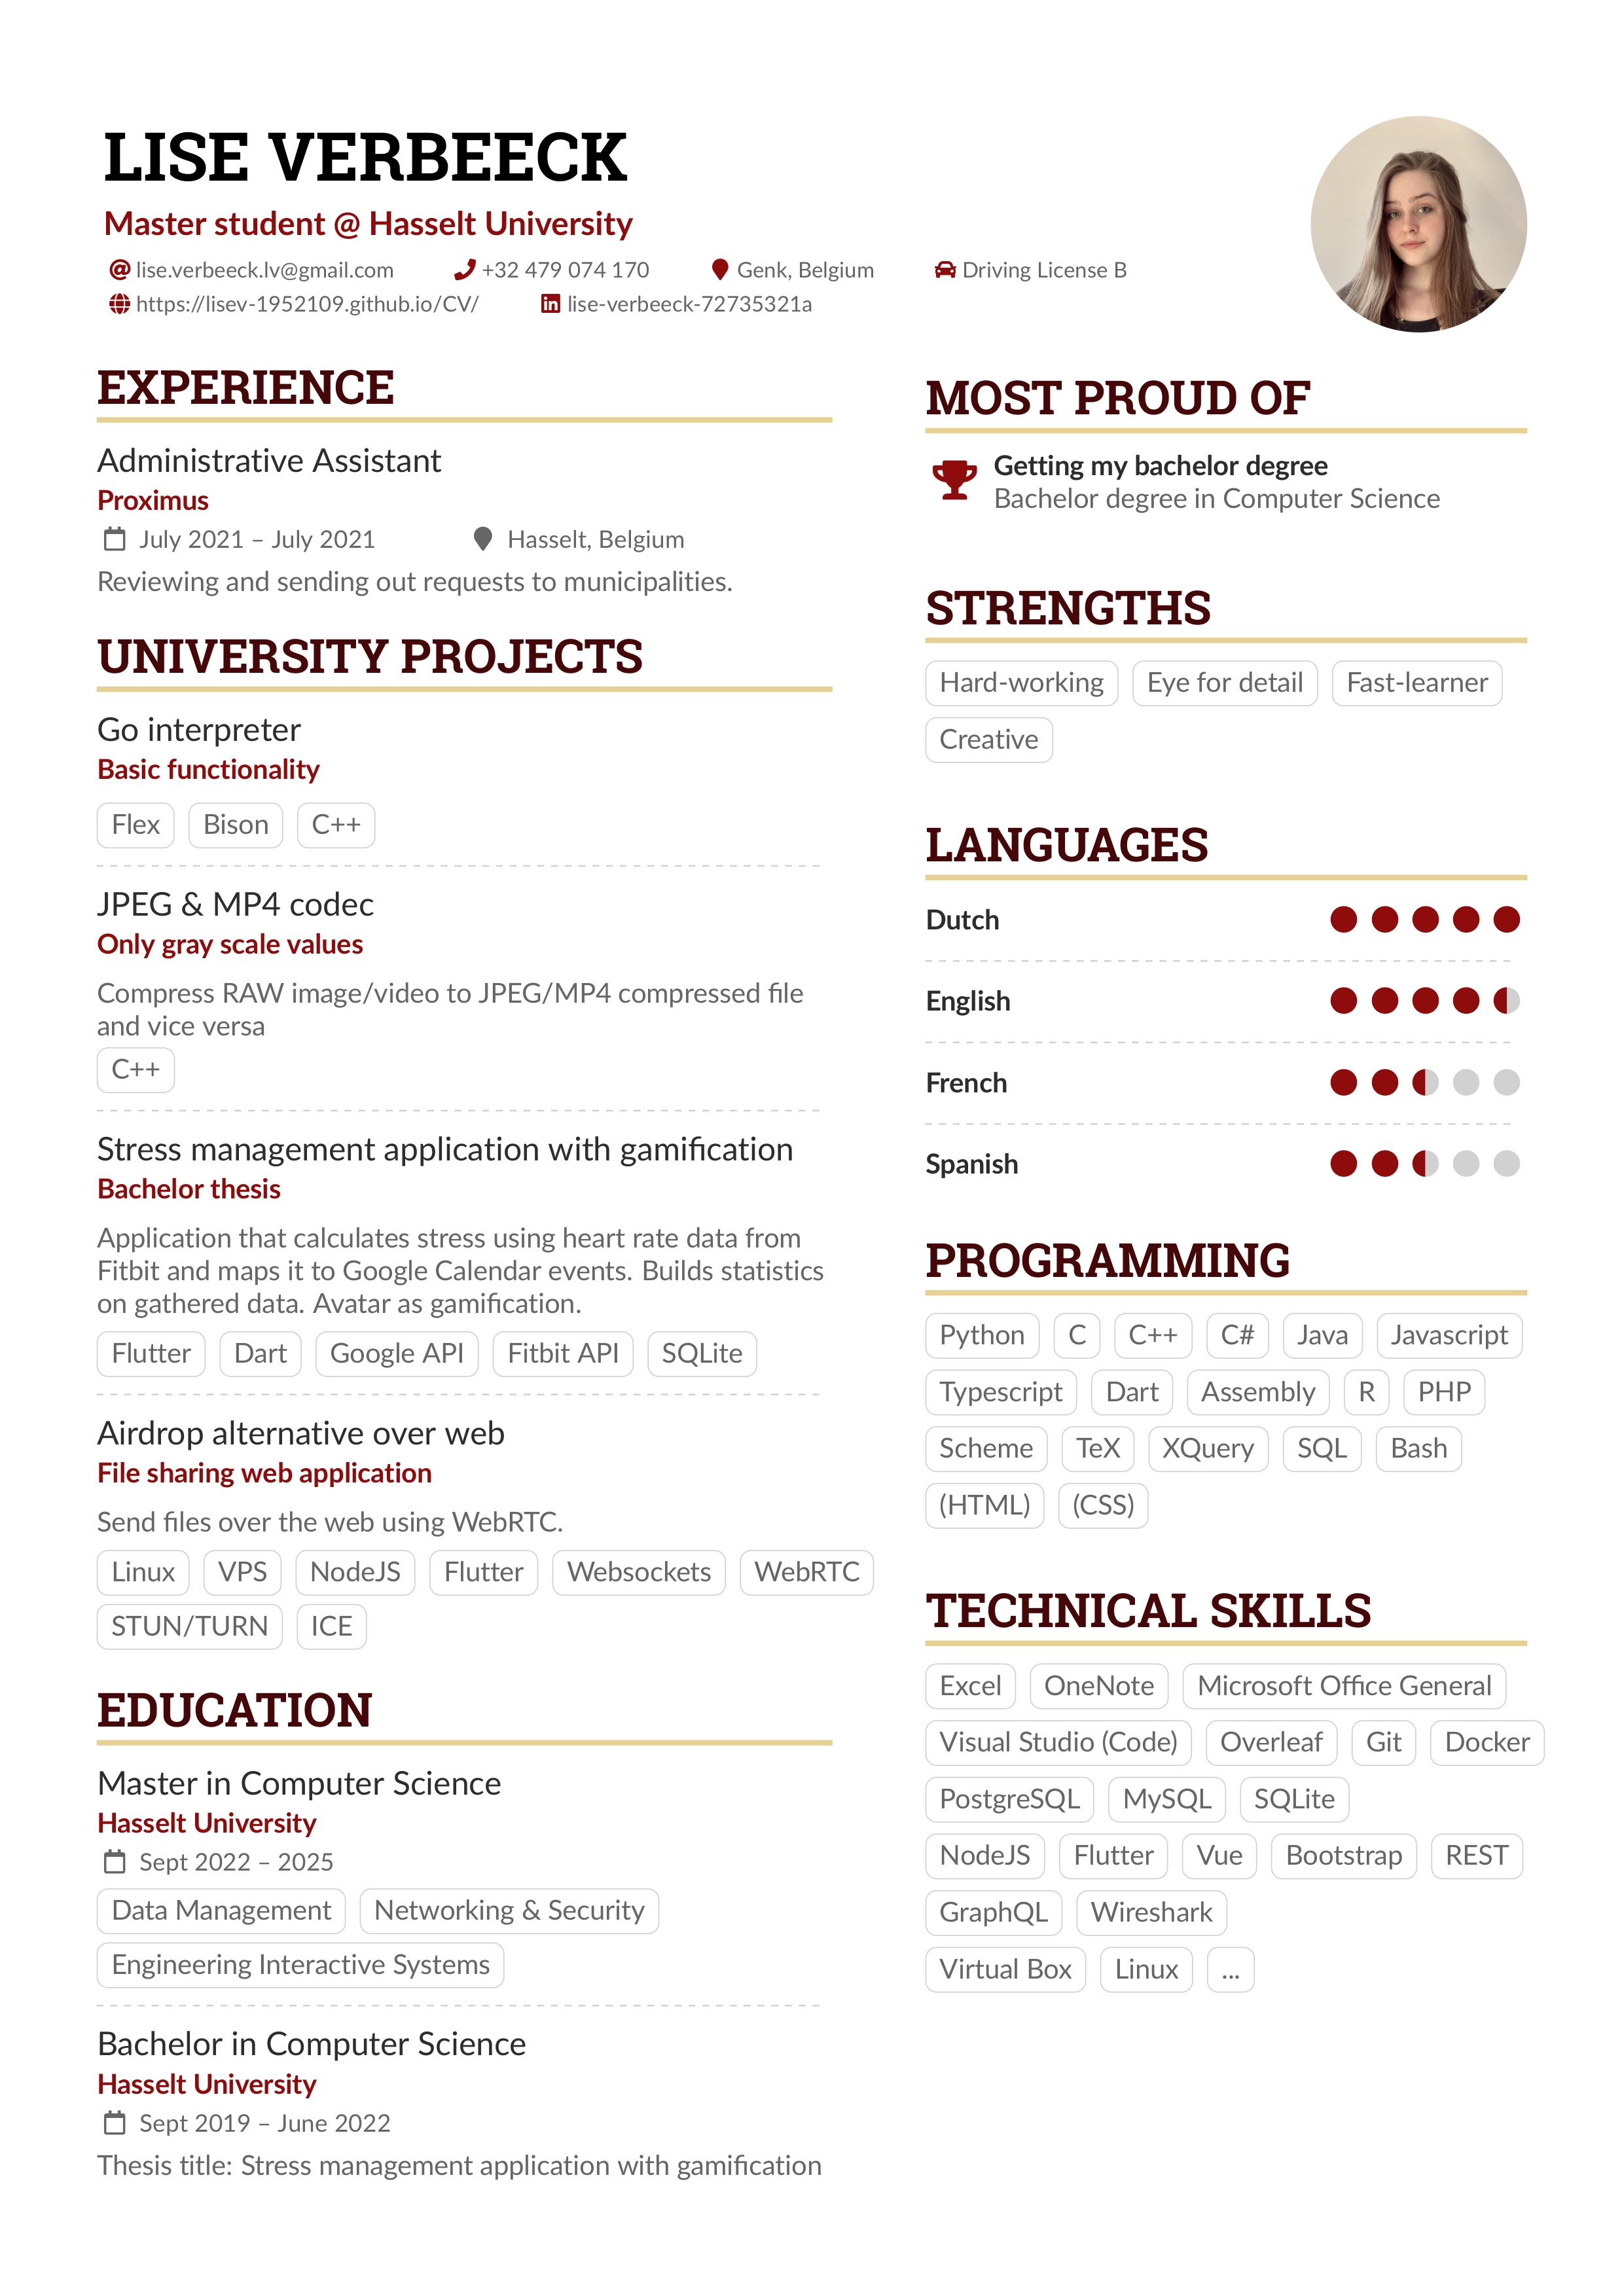 LISE VERBEECK
Master student @ Hasselt University
lise.verbeeck.lv@gmail.com +32 479 074 170 Genk, Belgium Driving License B
https://lisev-1952109.github.io/CV/ lise-verbeeck-72735321a
EXPERIENCE
Administrative Assistant
Proximus
July 2021 – July 2021 Hasselt, Belgium
Reviewing and sending out requests to municipalities.
UNIVERSITY PROJECTS
Go interpreter
Basic functionality
Flex Bison C++
JPEG & MP4 codec
Only gray scale values
Compress RAW image/video to JPEG/MP4 compressed file
and vice versa
C++
Stress management application with gamification
Bachelor thesis
Application that calculates stress using heart rate data from
Fitbit and maps it to Google Calendar events. Builds statistics
on gathered data. Avatar as gamification.
Flutter Dart Google API Fitbit API SQLite
Airdrop alternative over web
File sharing web application
Send files over the web using WebRTC.
Linux VPS NodeJS Flutter Websockets WebRTC
STUN/TURN ICE
EDUCATION
Master in Computer Science
Hasselt University
Sept 2022 – 2025
Data Management Networking & Security
Engineering Interactive Systems
Bachelor in Computer Science
Hasselt University
Sept 2019 – June 2022
Thesis title: Stress management application with gamification
MOST PROUD OF
Getting my bachelor degree
Bachelor degree in Computer Science
STRENGTHS
Hard-working Eye for detail Fast-learner
Creative
LANGUAGES
Dutch
English
French
Spanish
PROGRAMMING
Python C C++ C# Java Javascript
Typescript Dart Assembly R PHP
Scheme TeX XQuery SQL Bash
(HTML) (CSS)
TECHNICAL SKILLS
Excel OneNote Microsoft Office General
Visual Studio (Code) Overleaf Git Docker
PostgreSQL MySQL SQLite
NodeJS Flutter Vue Bootstrap REST
GraphQL Wireshark
Virtual Box Linux ...